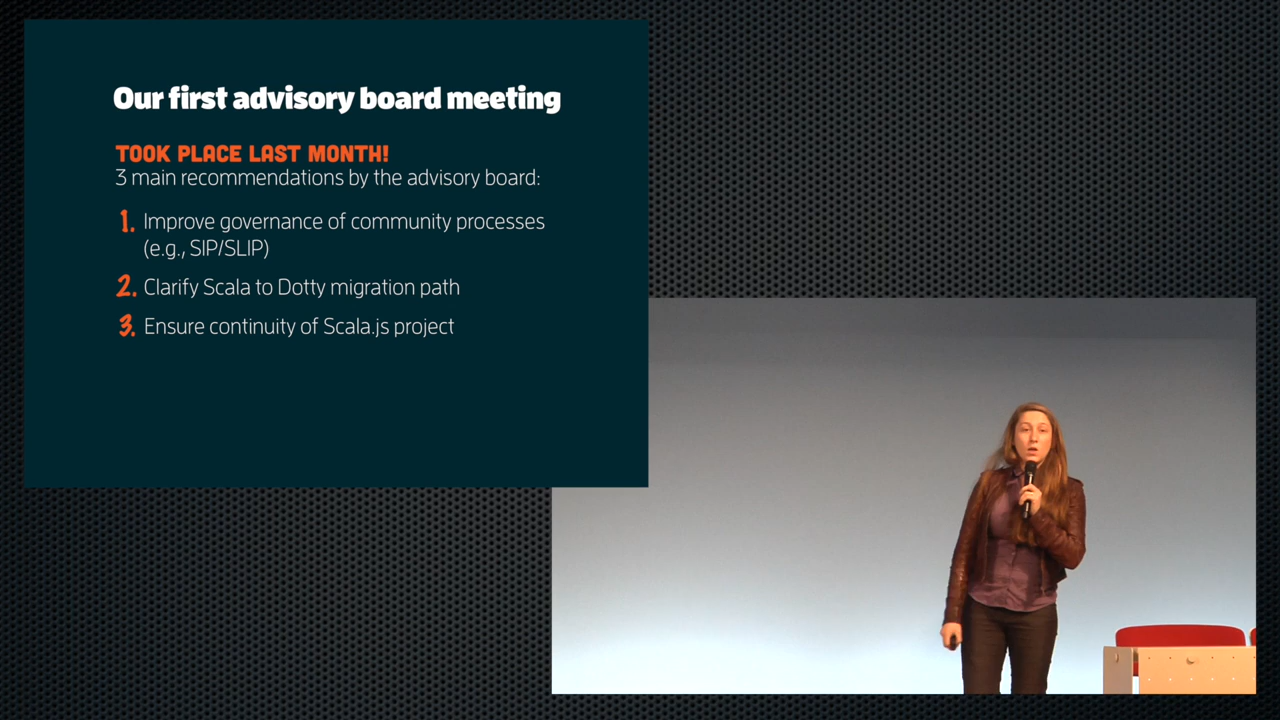 Our first advisory board meeting
TOOK PLACE LAST MONTH!
3 main recommendations by the advisory board:
1. Improve governance of community processes
(e.g., SIP/SLIP)
2. Clarify Scala to Dotty migration path
3. Ensure continuity of Scala.js project